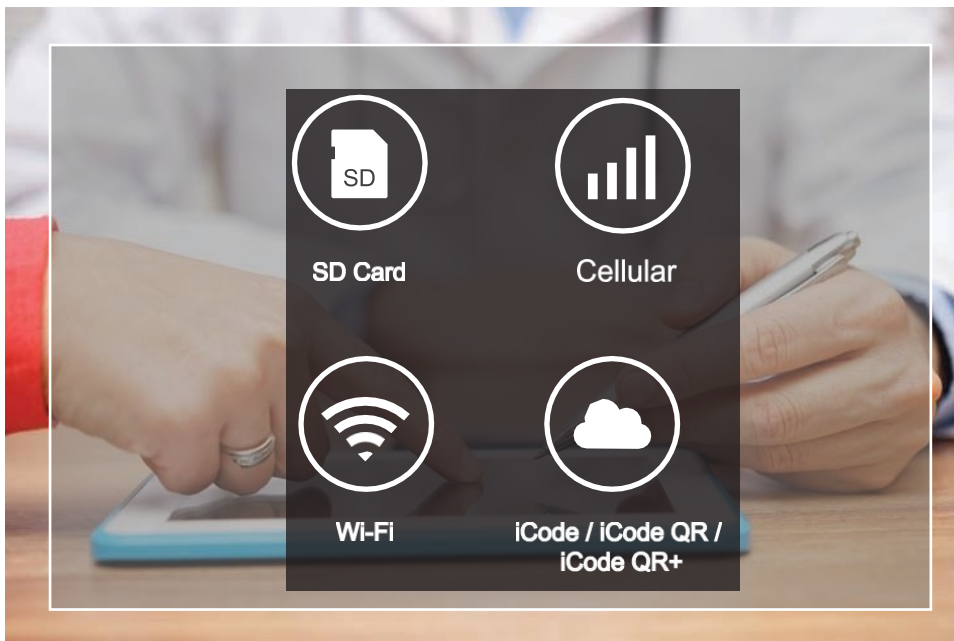 SD
SD Card
Cellular
Wi-Fi
iCode / iCode QR /
iCode QR+